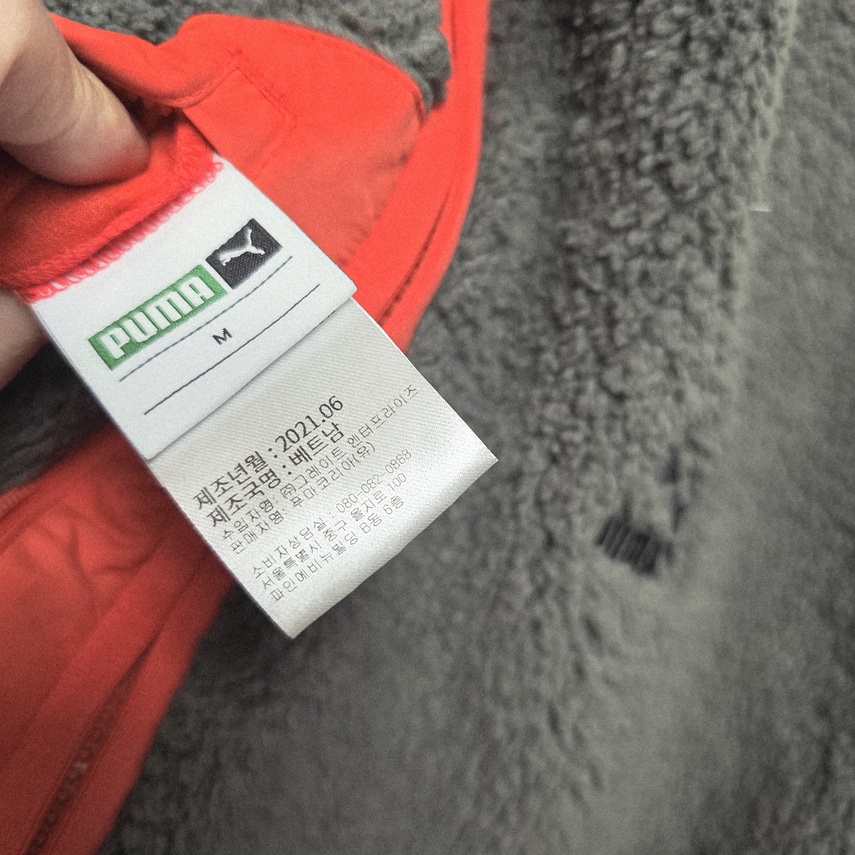 PUMA
M
제조년월 : 2021.06
제조국명 : 베트남
수입자명 : ㈜그레이트 엔터프라이즈
판매자명 : 푸마코리아(유)
소비자상담실 : 080-082-0888
서울특별시 중구 을지로 100
파인애비뉴빌딩 B동 6층